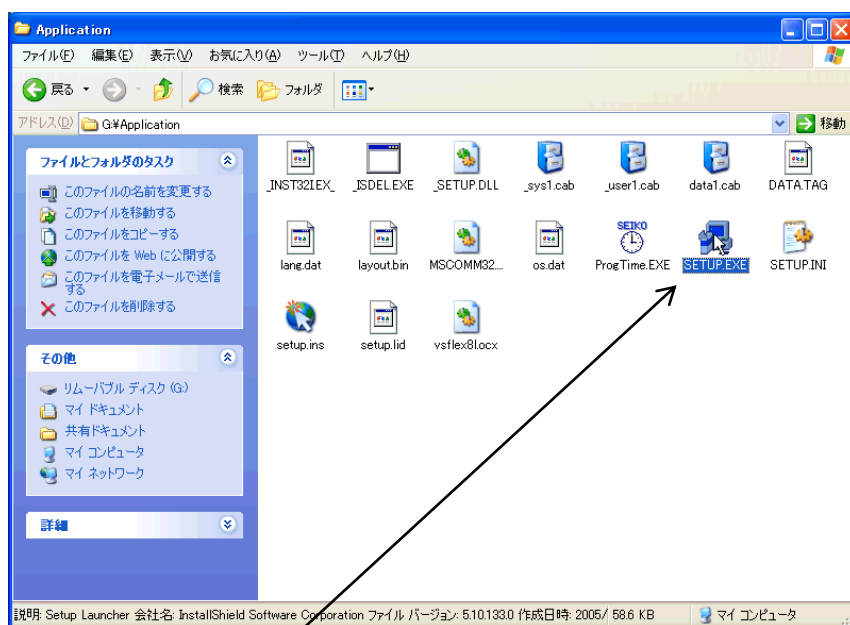 Application
ファイル(F) 編集(E) 表示(V) お気に入り(A) ツール(T) ヘルプ(H)
戻る 検索 フォルダ
アドレス(D) G:¥Application 移動
ファイルとフォルダのタスク
このファイルの名前を変更する
このファイルを移動する
このファイルをコピーする
このファイルを Web に公開する
このファイルを電子メールで送信
する
このファイルを削除する
その他
リムーバブル ディスク (G:)
マイ ドキュメント
共有ドキュメント
マイ コンピュータ
マイ ネットワーク
詳細
_INST32I.EX_ _ISDEL.EXE _SETUP.DLL _sys1.cab _user1.cab data1.cab DATA.TAG
SEIKO
lang.dat layout.bin MSCOMM32... os.dat ProgTime.EXE SETUP.EXE SETUP.INI
setup.ins setup.lid vsflex8l.ocx
説明: Setup Launcher 会社名: InstallShield Software Corporation ファイル バージョン: 5.10.133.0 作成日時: 2005/ 58.6 KB マイ コンピュータ